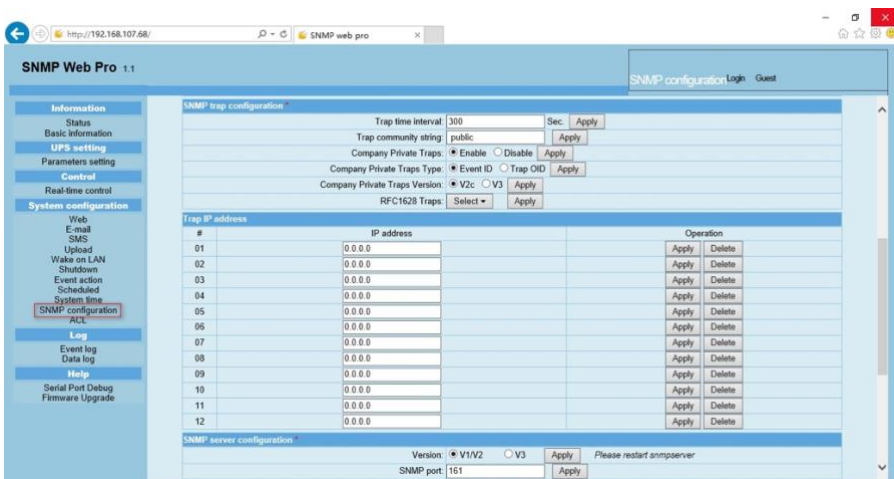 http://192.168.107.68/
SNMP web pro
SNMP Web Pro 1.1
SNMP configuration Login Guest
Information
Status
Basic information
UPS setting
Parameters setting
Control
Real-time control
System configuration
Web
E-mail
SMS
Upload
Wake on LAN
Shutdown
Event action
Scheduled
System time
SNMP configuration
ACL
Log
Event log
Data log
Help
Serial Port Debug
Firmware Upgrade
SNMP trap configuration *
Trap time interval: 300 Sec. Apply
Trap community string: public Apply
Company Private Traps: Enable Disable Apply
Company Private Traps Type: Event ID Trap OID Apply
Company Private Traps Version: V2c V3 Apply
RFC1628 Traps: Select Apply
Trap IP address
# IP address Operation
01 0.0.0.0 Apply Delete
02 0.0.0.0 Apply Delete
03 0.0.0.0 Apply Delete
04 0.0.0.0 Apply Delete
05 0.0.0.0 Apply Delete
06 0.0.0.0 Apply Delete
07 0.0.0.0 Apply Delete
08 0.0.0.0 Apply Delete
09 0.0.0.0 Apply Delete
10 0.0.0.0 Apply Delete
11 0.0.0.0 Apply Delete
12 0.0.0.0 Apply Delete
SNMP server configuration *
Version: V1/V2 V3 Apply Please restart snmpserver
SNMP port: 161 Apply